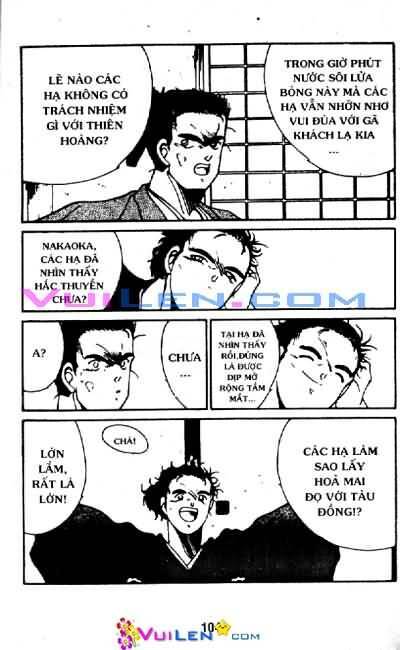 TRONG GIỜ PHÚT
NƯỚC SÔI LỬA
BỎNG NÀY MÀ CÁC
HẠ VẪN NHỞN NHƠ
VUI ĐÙA VỚI GÃ
KHÁCH LẠ KIA
...
LẼ NÀO CÁC
HẠ KHÔNG CÓ
TRÁCH NHIỆM
GÌ VỚI THIÊN
HOÀNG?
NAKAOKA,
CÁC HẠ ĐÃ
NHÌN THẤY
HẮC THUYỀN
CHƯA?
VUILEN.COM
CHƯA
...
A?
TẠI HẠ ĐÃ
NHÌN THẤY
RỒI, ĐÚNG
LÀ ĐƯỢC
DỊP MỞ
RỘNG TẦM
MẮT...
CÁC HẠ LÀM
SAO LẤY
HOẢ MAI
ĐỌ VỚI TÀU
ĐỒNG!?
CHÀ!
LỚN
LẮM,
RẤT LÀ
LỚN!
10
VUILEN.COM